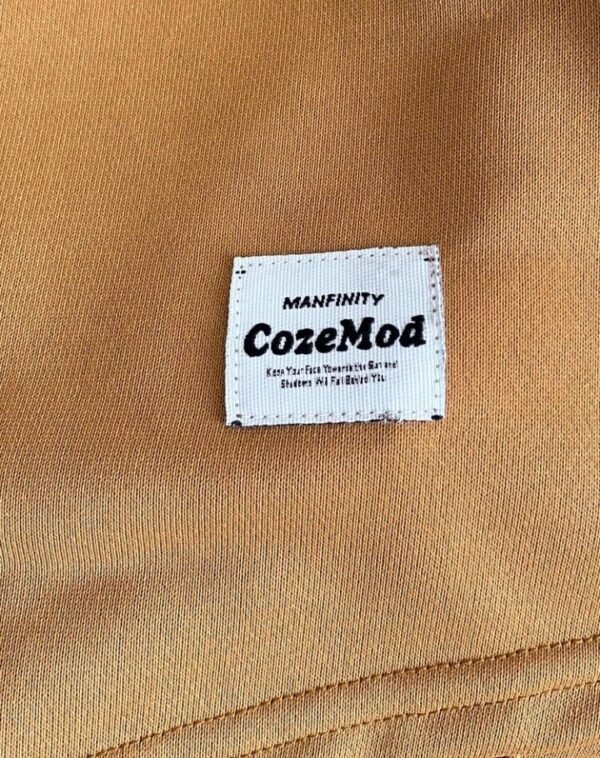 MANFINITY
CozeMod
Keep Your Face Towards the Sun and
Shadows Will Fall Behind You